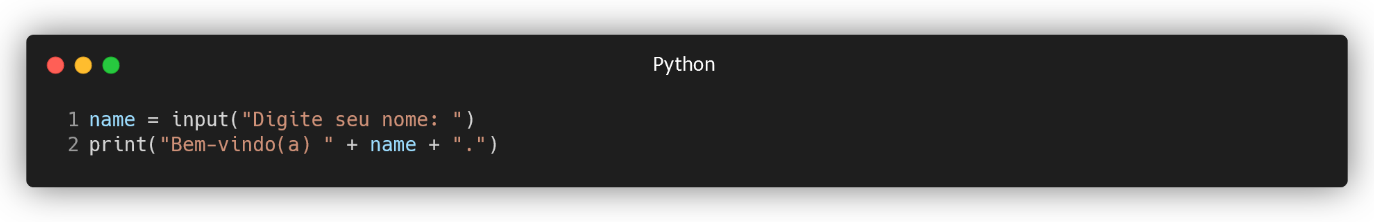 Python
1 name = input("Digite seu nome: ")
2 print("Bem-vindo(a) " + name + ".")